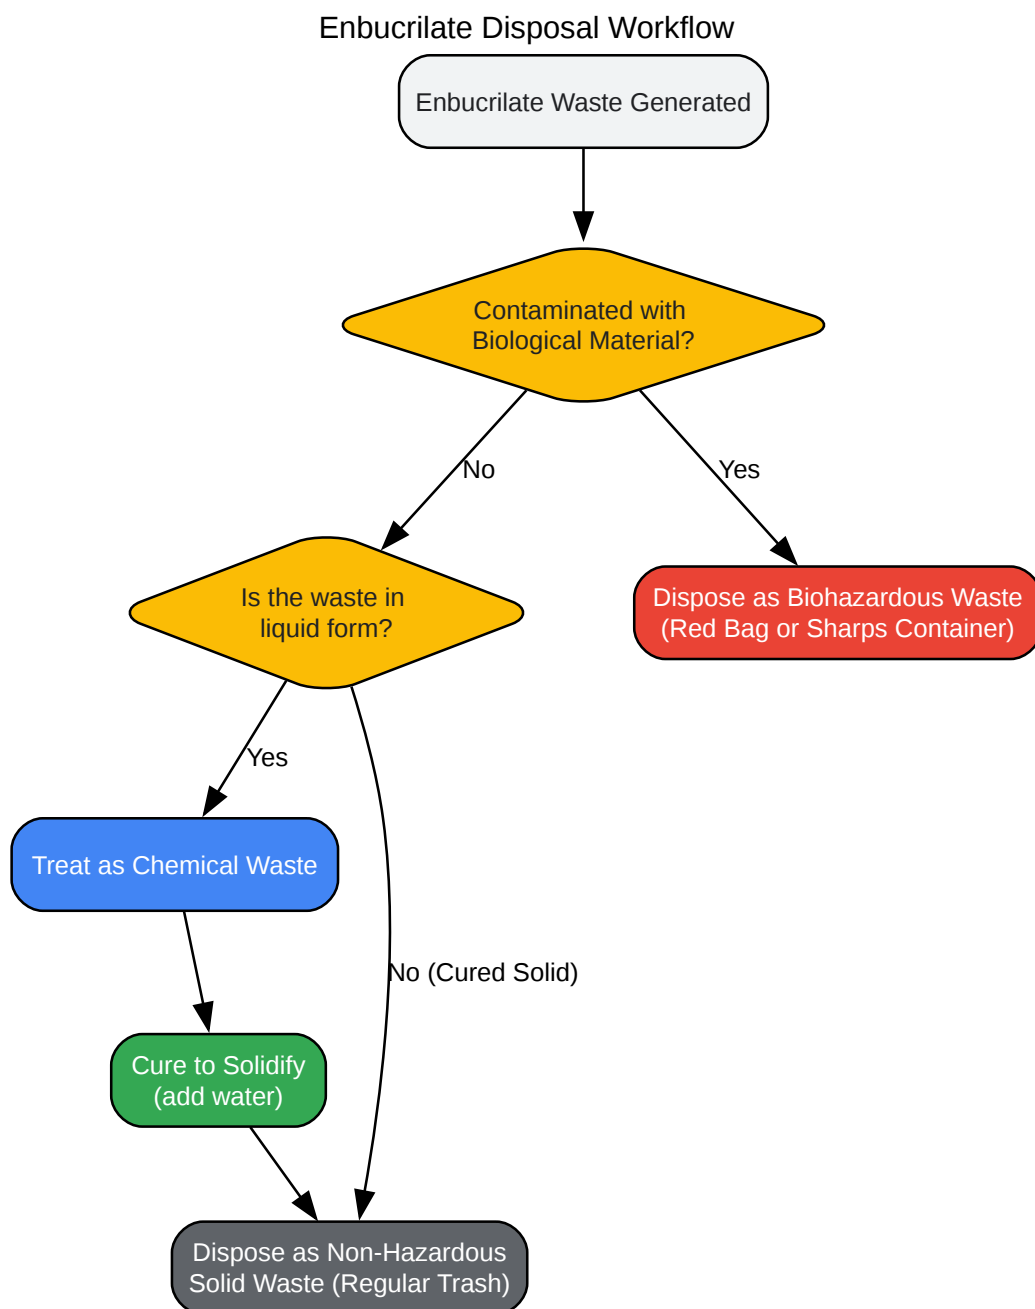 Enbucrilate Disposal Workflow
Enbucrilate Waste Generated
Contaminated with
Biological Material?
No
Yes
Is the waste in
liquid form?
Dispose as Biohazardous Waste
(Red Bag or Sharps Container)
Yes
Treat as Chemical Waste
No (Cured Solid)
Cure to Solidify
(add water)
Dispose as Non-Hazardous
Solid Waste (Regular Trash)